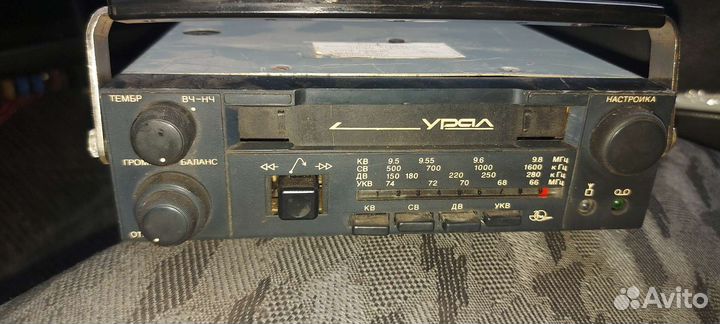 ТЕМБР ВЧ-НЧ
УРАЛ
НАСТРОЙКА
ГРОМК БАЛАНС
КВ 9.5 9.55 9.6 9.8 МГц
СВ 500 700 1000 1600 кГц
ДВ 150 180 220 250 280 кГц
УКВ 74 72 70 68 66 МГц
КВ СВ ДВ УКВ
Avito